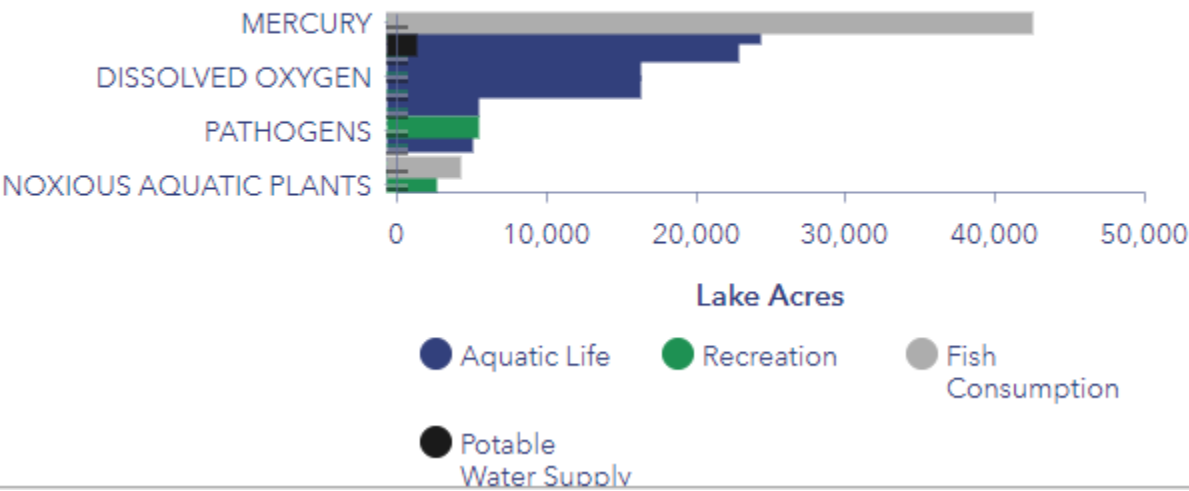 MERCURY
DISSOLVED OXYGEN
PATHOGENS
NOXIOUS AQUATIC PLANTS
0 10,000 20,000 30,000 40,000 50,000
Lake Acres
Aquatic Life Recreation Fish
Consumption
Potable
Water Supply